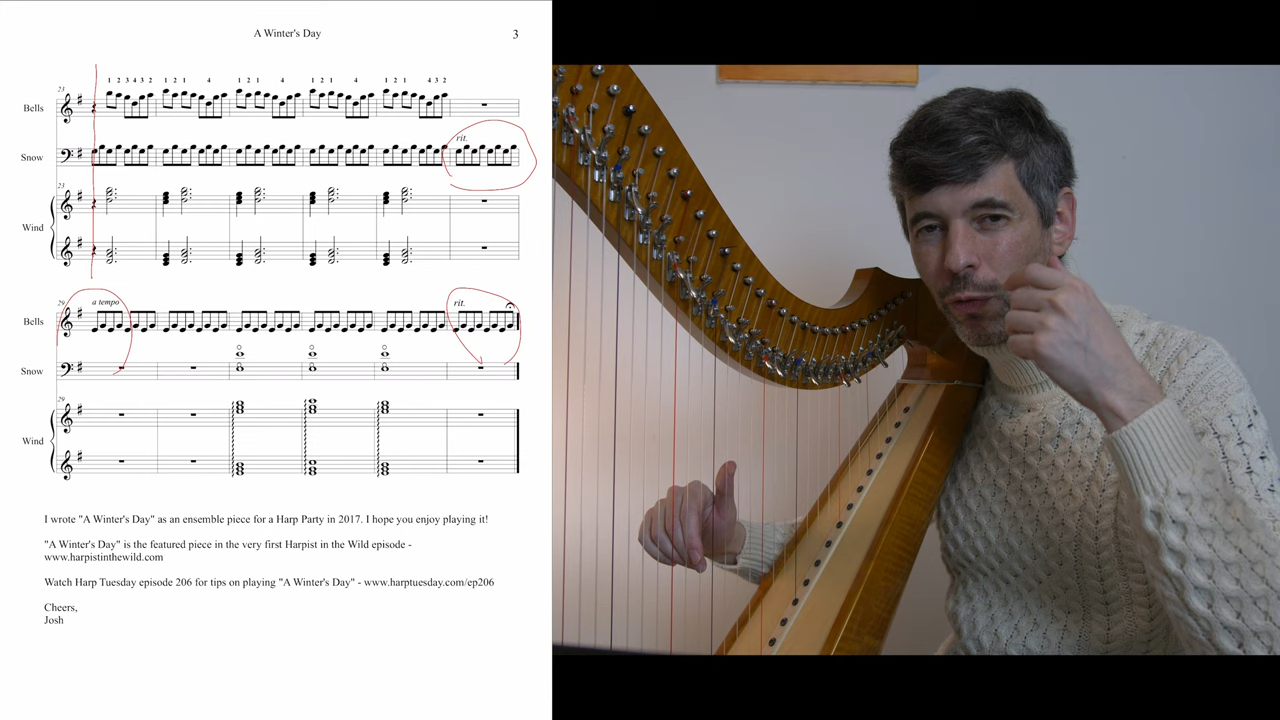 A Winter's Day
3
1 2 3 4 3 2 1 2 1 4 1 2 1 4 1 2 1 4 1 2 1 4 3 2
23
Bells
rit.
Snow
23
Wind
29
a tempo
rit.
Bells
Snow
29
Wind
I wrote "A Winter's Day" as an ensemble piece for a Harp Party in 2017. I hope you enjoy playing it!
"A Winter's Day" is the featured piece in the very first Harpist in the Wild episode -
www.harpistinthewild.com
Watch Harp Tuesday episode 206 for tips on playing "A Winter's Day" - www.harptuesday.com/ep206
Cheers,
Josh